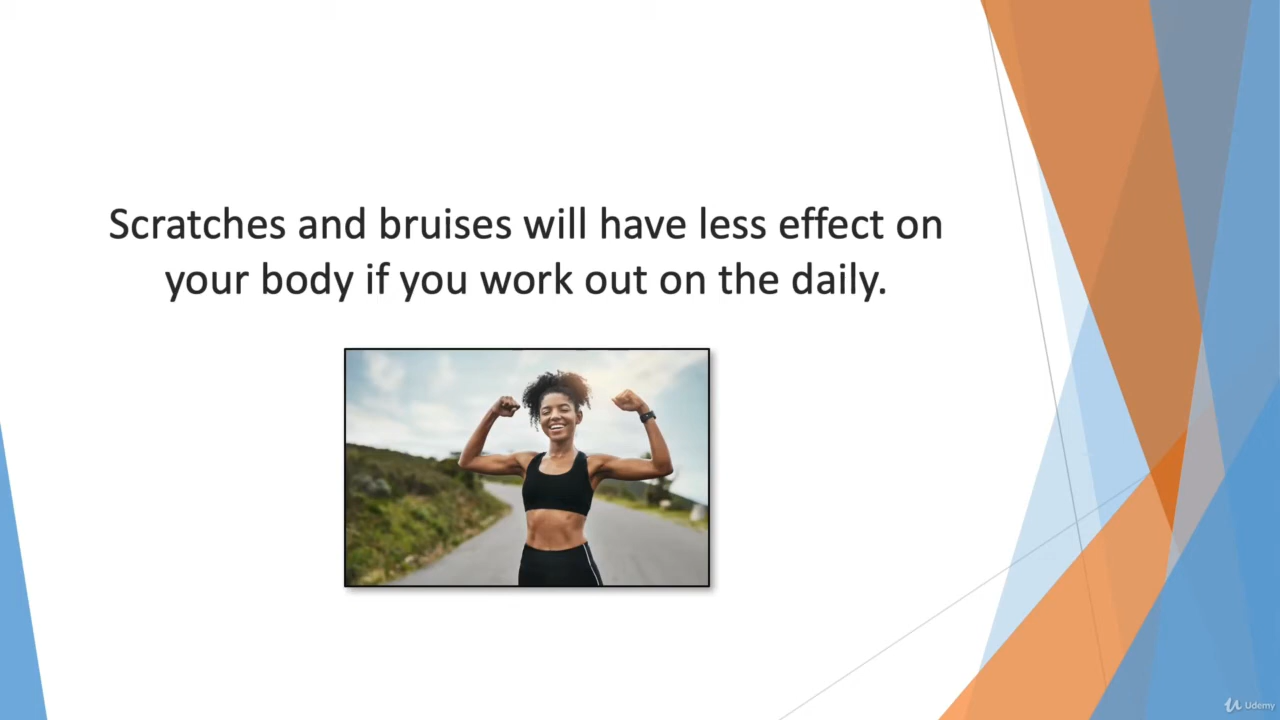 Scratches and bruises will have less effect on
your body if you work out on the daily.
Udemy